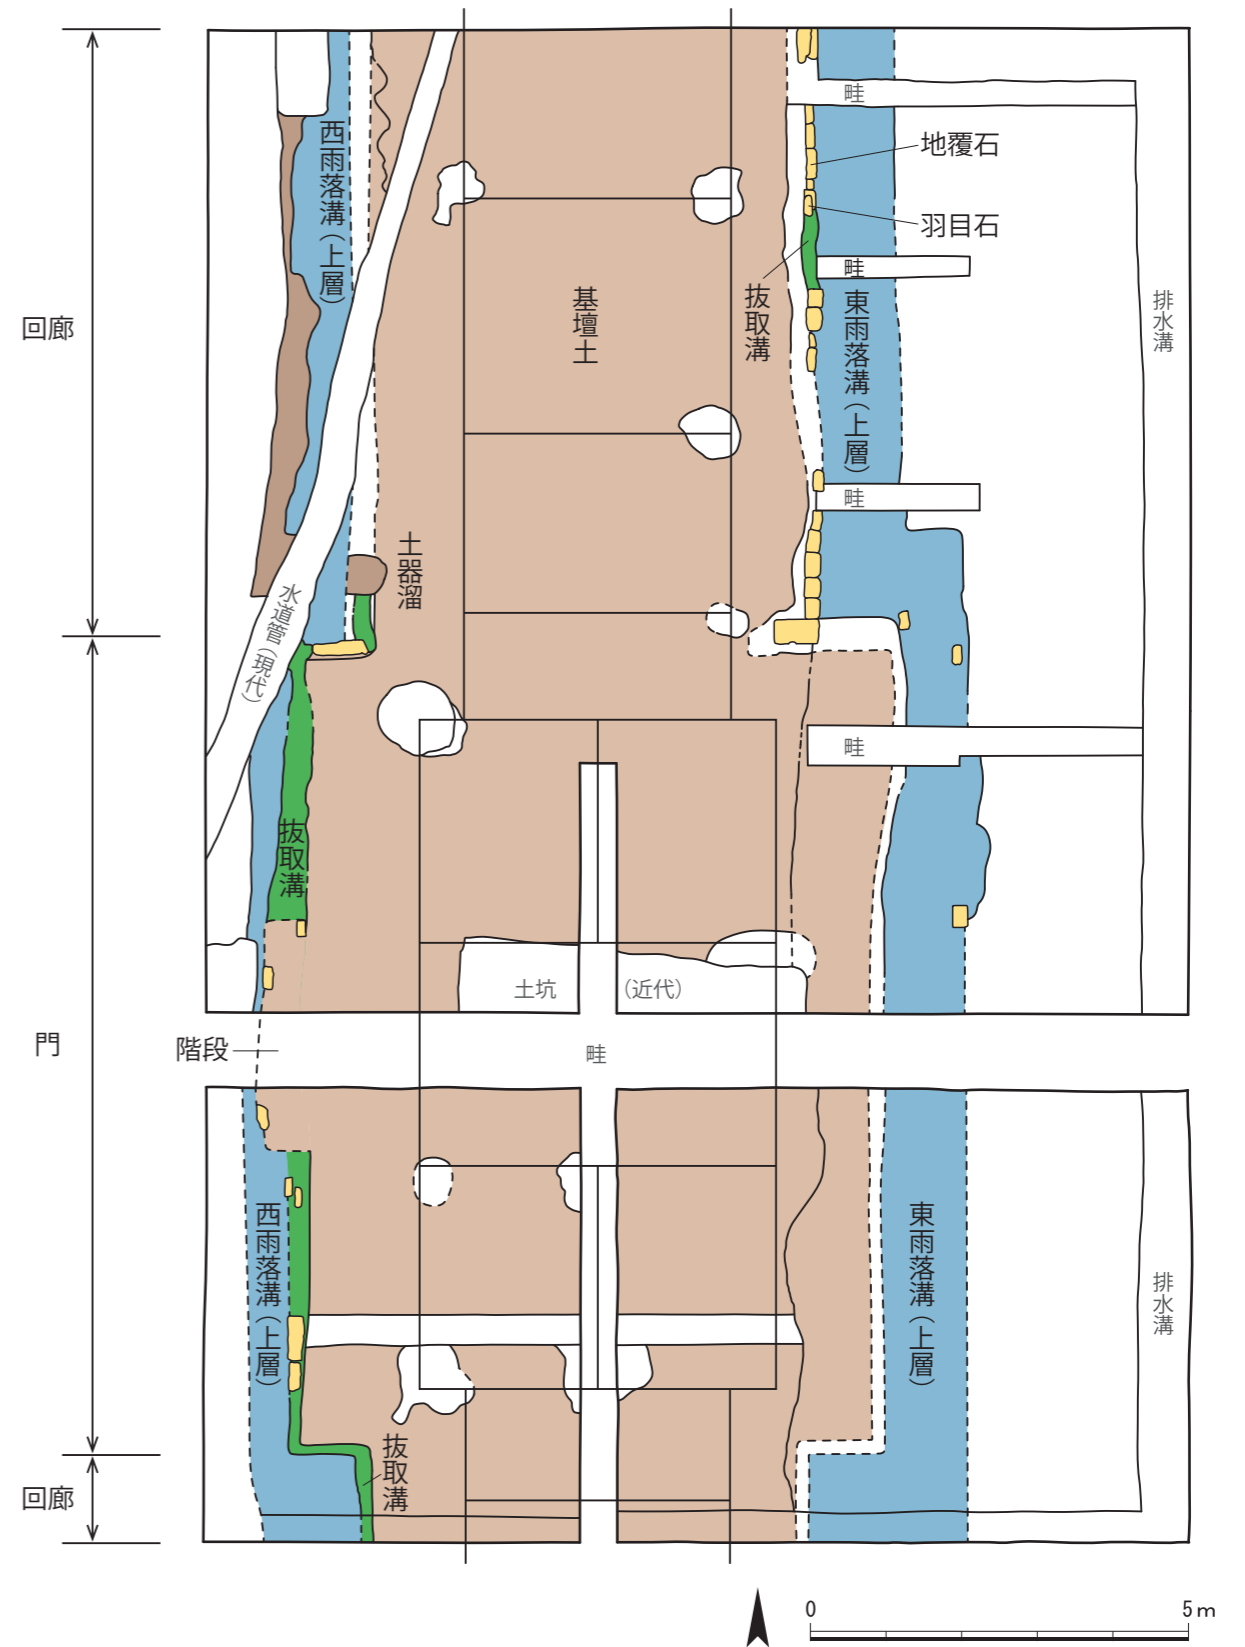 畦
地覆石
西雨落溝(上層)
羽目石
畦
回廊
基壇土
抜取溝
東雨落溝(上層)
排水溝
畦
土器溜
水道管(現代)
畦
抜取溝
土坑
(近代)
門
階段
畦
西雨落溝(上層)
東雨落溝(上層)
排水溝
抜取溝
回廊
0
5m